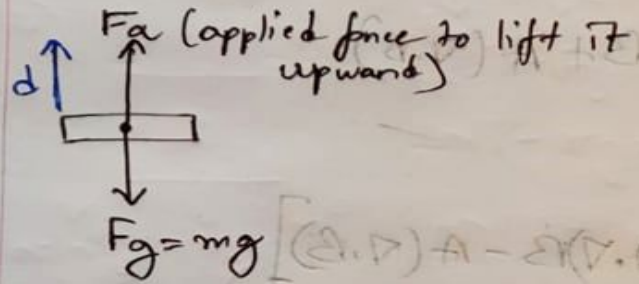 Fa (applied force to lift it
upward)
d
Fg = mg